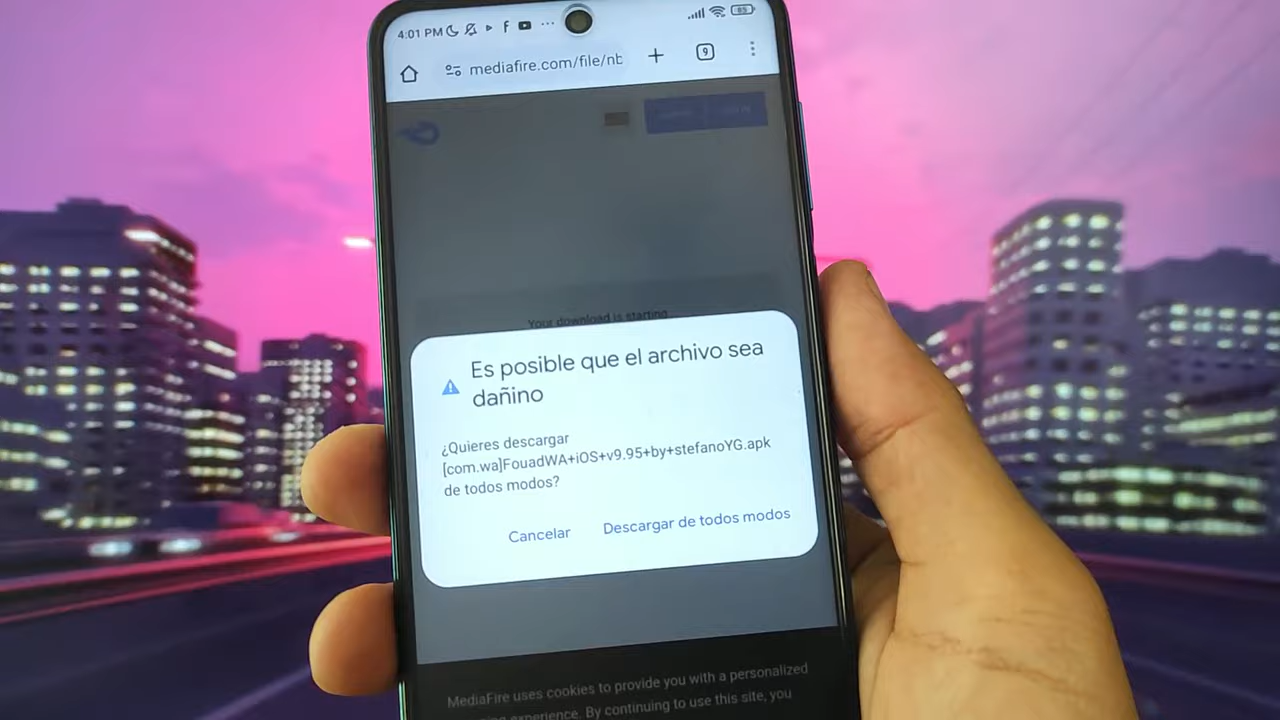 4:01 PM
85
mediafire.com/file/nb
9
Your download is starting
Es posible que el archivo sea
dañino
¿Quieres descargar
[com.wa]FouadWA+iOS+v9.95+by+stefanoYG.apk
de todos modos?
Cancelar
Descargar de todos modos
MediaFire uses cookies to provide you with a personalized
experience. By continuing to use this site, you